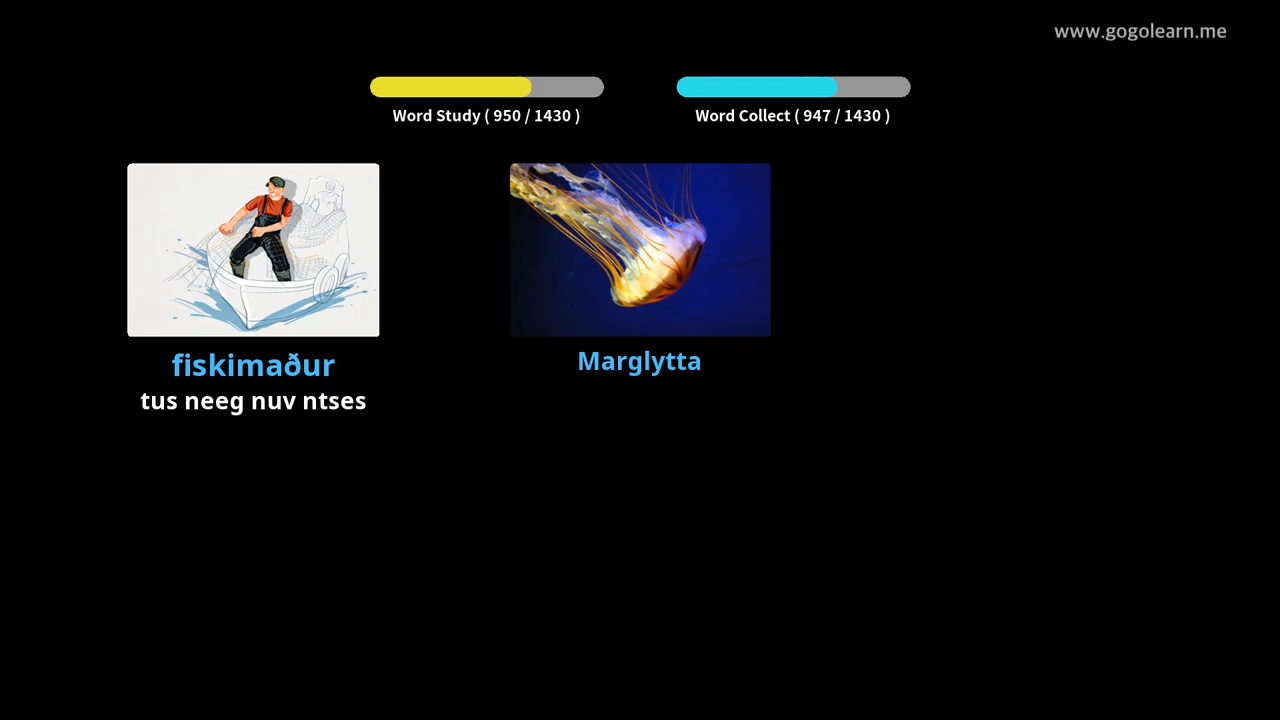 www.gogolearn.me
Word Study ( 950 / 1430 )
Word Collect ( 947 / 1430 )
fiskimaður
tus neeg nuv ntses
Marglytta